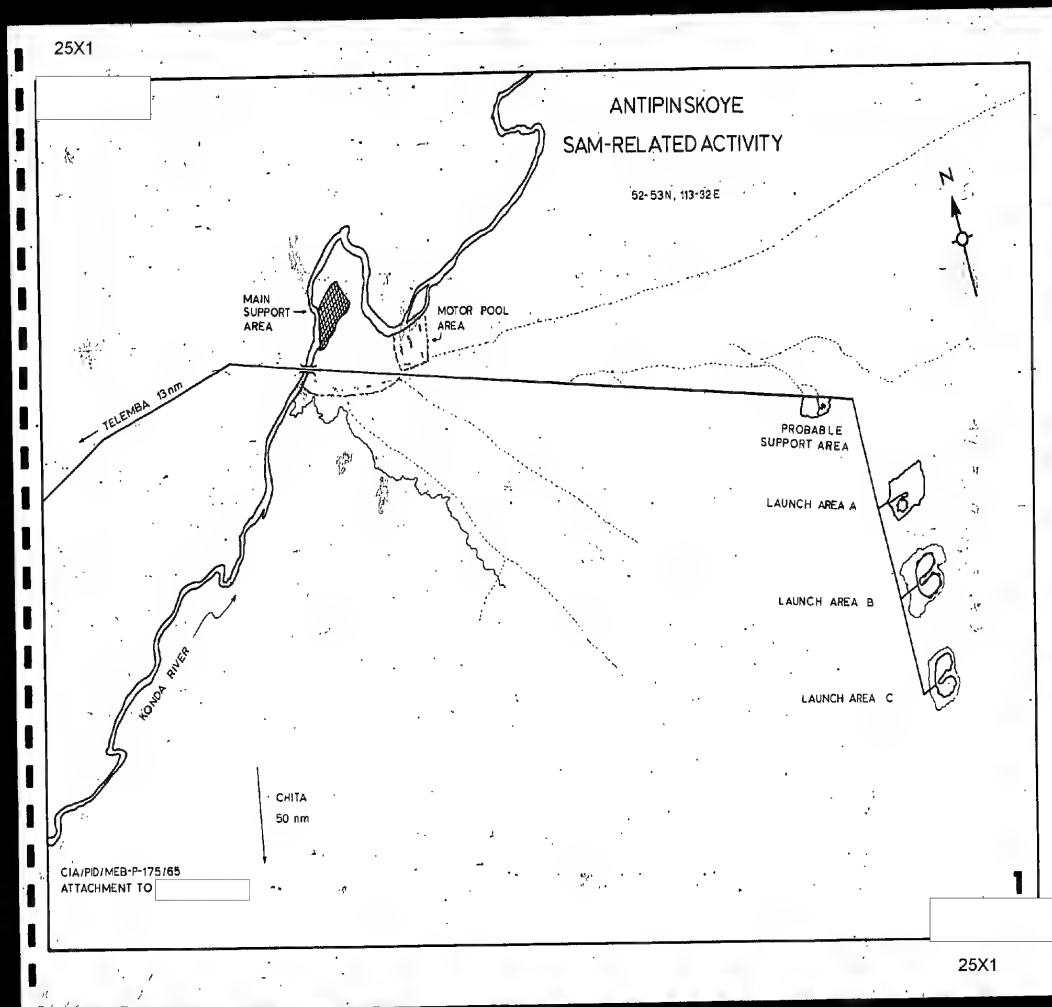 25X1
ANTIPINSKOYE
SAM-RELATED ACTIVITY
52-53N, 113-32E
N
MAIN
SUPPORT
AREA
MOTOR POOL
AREA
TELEMBA 13nm
PROBABLE
SUPPORT AREA
LAUNCH AREA A
LAUNCH AREA B
LAUNCH AREA C
KONDA RIVER
CHITA
50 nm
CIA/PID/MEB-P-175/65
ATTACHMENT TO
1
25X1